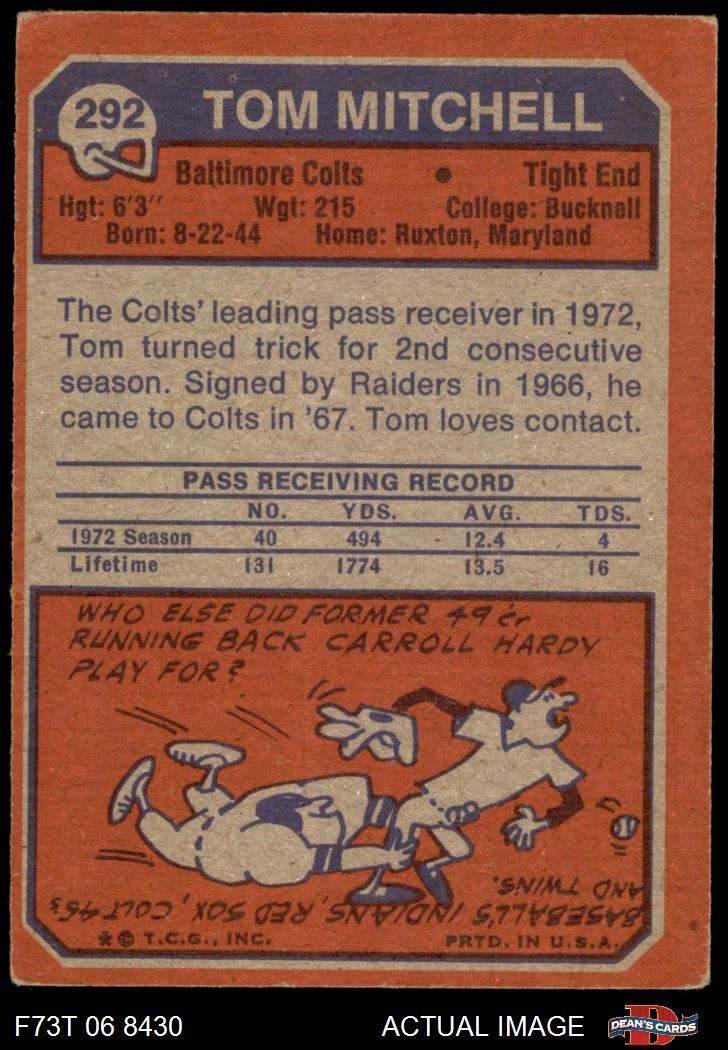 292
TOM MITCHELL
Baltimore Colts • Tight End
Hgt: 6'3" Wgt: 215 College: Bucknell
Born: 8-22-44 Home: Ruxton, Maryland
The Colts' leading pass receiver in 1972,
Tom turned trick for 2nd consecutive
season. Signed by Raiders in 1966, he
came to Colts in '67. Tom loves contact.
PASS RECEIVING RECORD
NO. YDS. AVG. TDS.
1972 Season 40 494 12.4 4
Lifetime 131 1774 13.5 16
WHO ELSE DID FORMER 49'er
RUNNING BACK CARROLL HARDY
PLAY FOR?
BASEBALL'S INDIANS, RED SOX, COLT 45's
AND TWINS.
* © T.C.G., INC. PRTD. IN U.S.A.
F73T 06 8430 ACTUAL IMAGE
D
DEAN'S CARDS